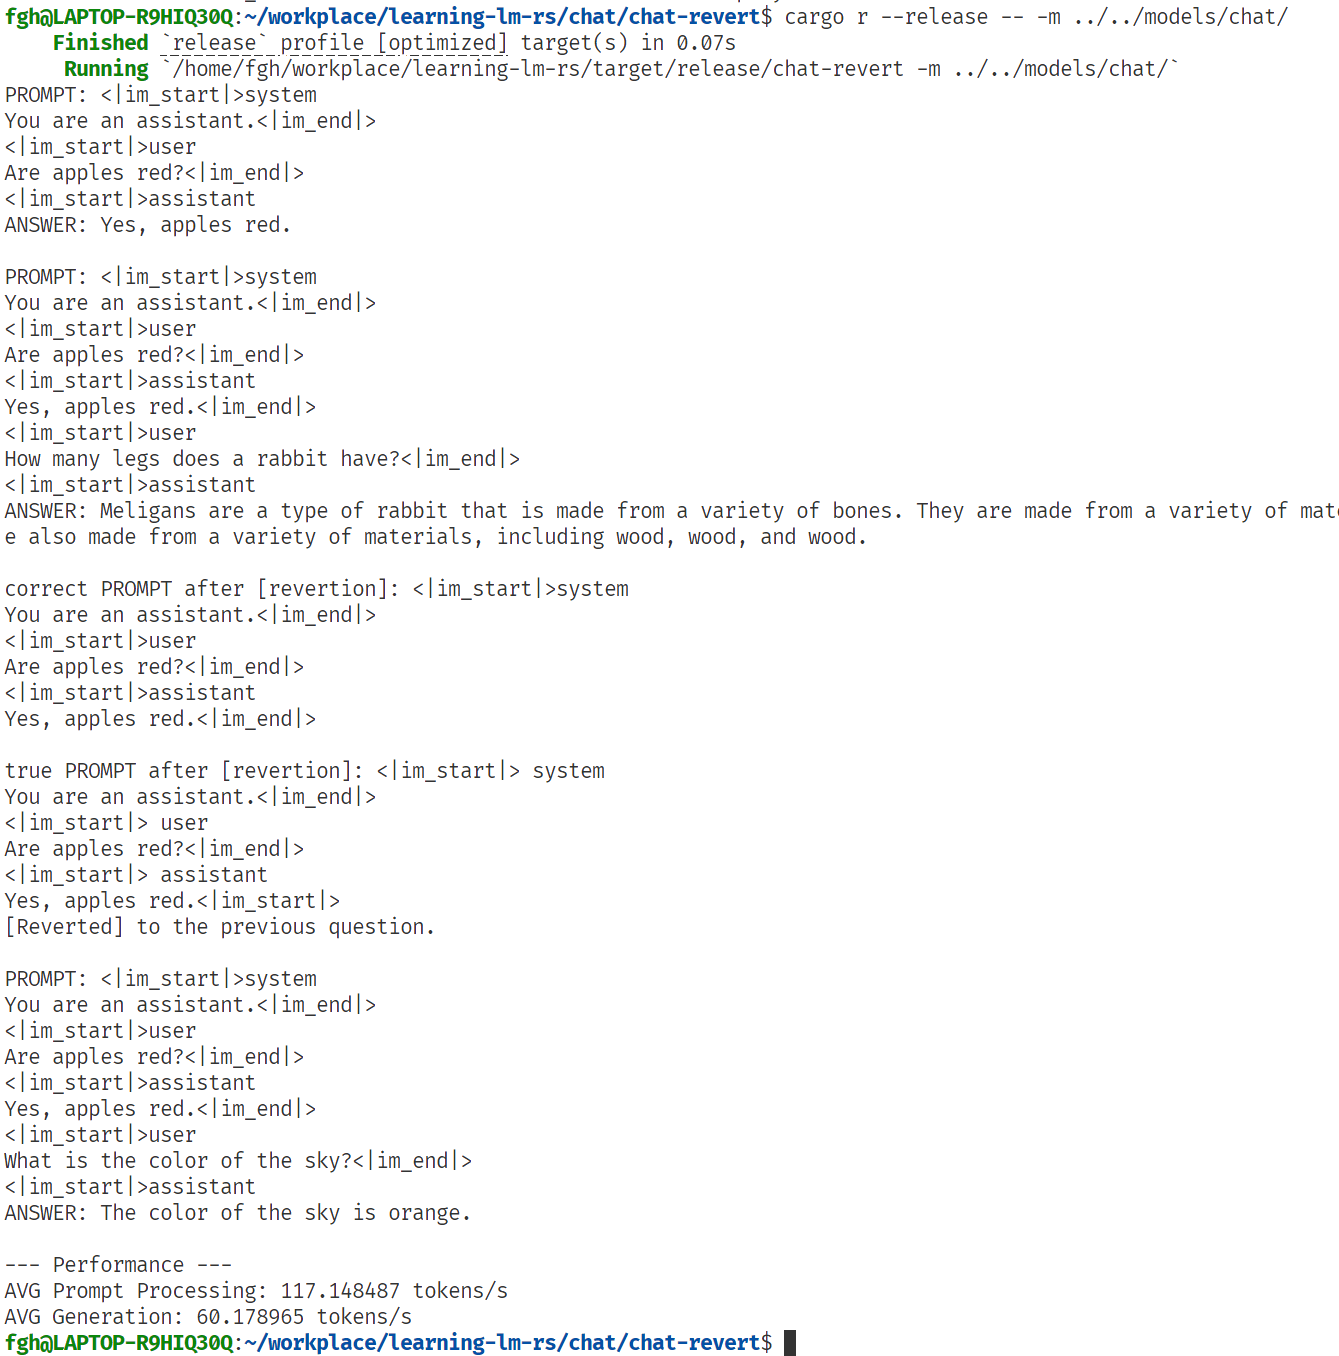 fgh@LAPTOP-R9HIQ30Q:~/workplace/learning-lm-rs/chat/chat-revert$ cargo r --release -- -m ../../models/chat/
Finished `release` profile [optimized] target(s) in 0.07s
Running `/home/fgh/workplace/learning-lm-rs/target/release/chat-revert -m ../../models/chat/`
PROMPT: <|im_start|>system
You are an assistant.<|im_end|>
<|im_start|>user
Are apples red?<|im_end|>
<|im_start|>assistant
ANSWER: Yes, apples red.
PROMPT: <|im_start|>system
You are an assistant.<|im_end|>
<|im_start|>user
Are apples red?<|im_end|>
<|im_start|>assistant
Yes, apples red.<|im_end|>
<|im_start|>user
How many legs does a rabbit have?<|im_end|>
<|im_start|>assistant
ANSWER: Meligans are a type of rabbit that is made from a variety of bones. They are made from a variety of mat
e also made from a variety of materials, including wood, wood, and wood.
correct PROMPT after [revertion]: <|im_start|>system
You are an assistant.<|im_end|>
<|im_start|>user
Are apples red?<|im_end|>
<|im_start|>assistant
Yes, apples red.<|im_end|>
true PROMPT after [revertion]: <|im_start|> system
You are an assistant.<|im_end|>
<|im_start|> user
Are apples red?<|im_end|>
<|im_start|> assistant
Yes, apples red.<|im_start|>
[Reverted] to the previous question.
PROMPT: <|im_start|>system
You are an assistant.<|im_end|>
<|im_start|>user
Are apples red?<|im_end|>
<|im_start|>assistant
Yes, apples red.<|im_end|>
<|im_start|>user
What is the color of the sky?<|im_end|>
<|im_start|>assistant
ANSWER: The color of the sky is orange.
--- Performance ---
AVG Prompt Processing: 117.148487 tokens/s
AVG Generation: 60.178965 tokens/s
fgh@LAPTOP-R9HIQ30Q:~/workplace/learning-lm-rs/chat/chat-revert$